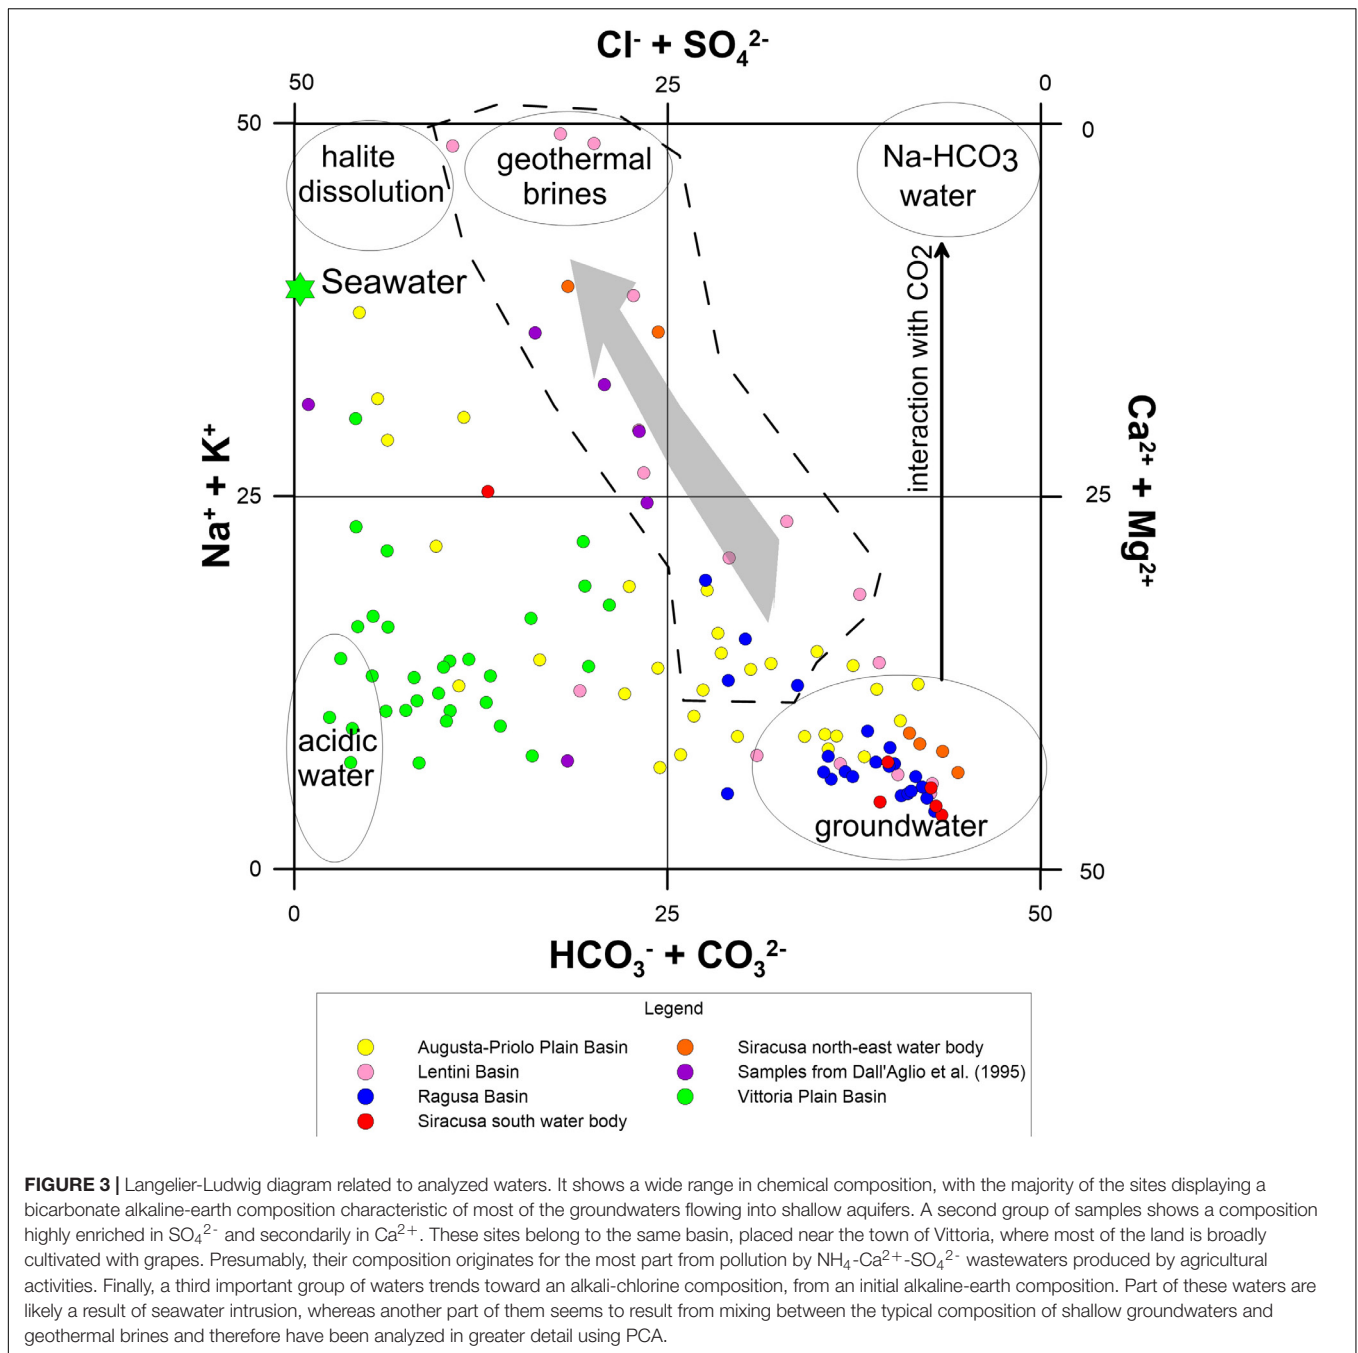 Cl⁻ + SO₄²⁻
50 25 0
50 0
halite
dissolution
geothermal
brines
Na-HCO3
water
Seawater
interaction with CO₂
Na⁺ + K⁺
Ca²⁺ + Mg²⁺
25 25
acidic
water
groundwater
0 50
0 25 50
HCO₃⁻ + CO₃²⁻
Legend
Augusta-Priolo Plain Basin
Lentini Basin
Ragusa Basin
Siracusa south water body
Siracusa north-east water body
Samples from Dall'Aglio et al. (1995)
Vittoria Plain Basin
FIGURE 3 | Langelier-Ludwig diagram related to analyzed waters. It shows a wide range in chemical composition, with the majority of the sites displaying a
bicarbonate alkaline-earth composition characteristic of most of the groundwaters flowing into shallow aquifers. A second group of samples shows a composition
highly enriched in SO₄²⁻ and secondarily in Ca²⁺. These sites belong to the same basin, placed near the town of Vittoria, where most of the land is broadly
cultivated with grapes. Presumably, their composition originates for the most part from pollution by NH₄-Ca²⁺-SO₄²⁻ wastewaters produced by agricultural
activities. Finally, a third important group of waters trends toward an alkali-chlorine composition, from an initial alkaline-earth composition. Part of these waters are
likely a result of seawater intrusion, whereas another part of them seems to result from mixing between the typical composition of shallow groundwaters and
geothermal brines and therefore have been analyzed in greater detail using PCA.